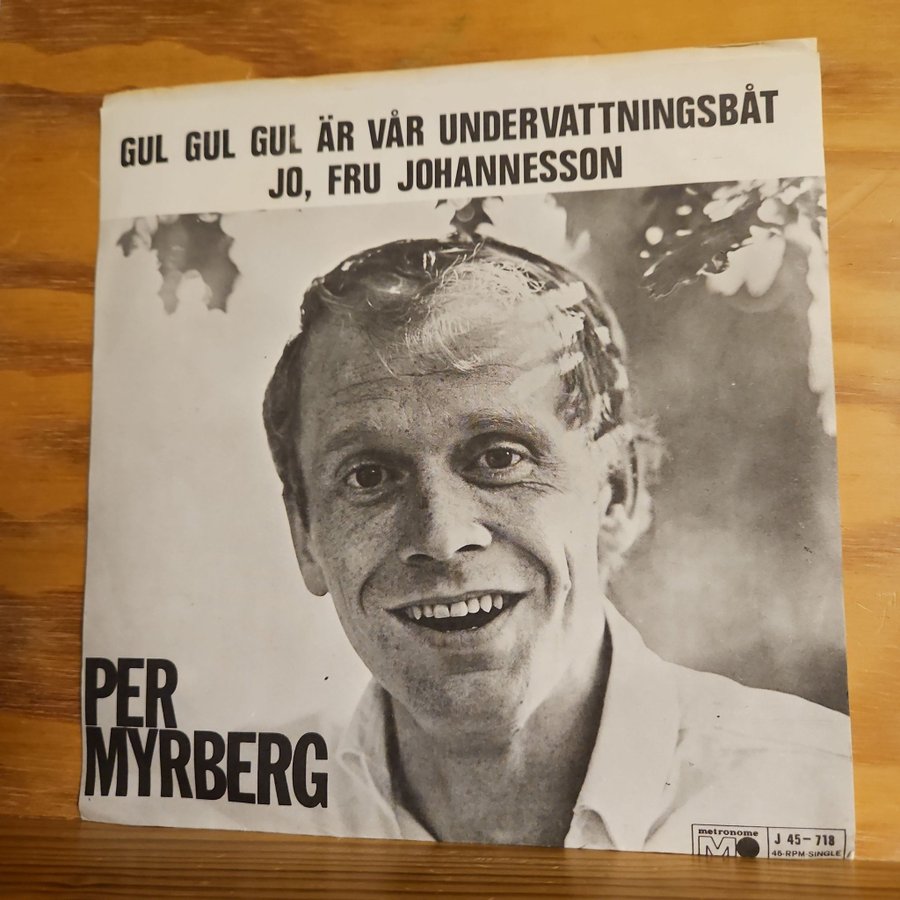 GUL GUL GUL ÄR VÅR UNDERVATTNINGSBÅT
JO, FRU JOHANNESSON
PER
MYRBERG
metronome
J 45-718
45-RPM-SINGLE